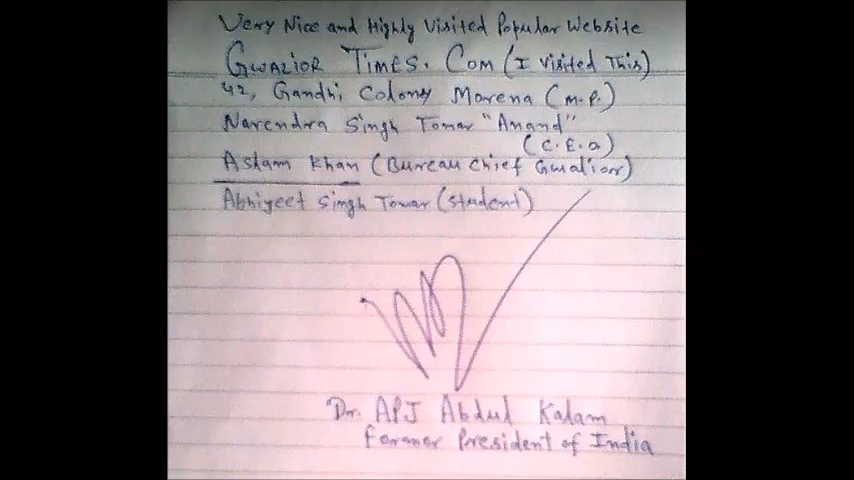 Very Nice and Highly Visited Popular Website
Gwalior Times. Com (I visited This)
42, Gandhi Colony Morena (M.P.)
Narendra Singh Tomar "Anand"
(C.E.O)
Aslam Khan (Bureau Chief Gwalior)
Abhijeet Singh Tomar (Student)
Dr. APJ Abdul Kalam
Former President of India